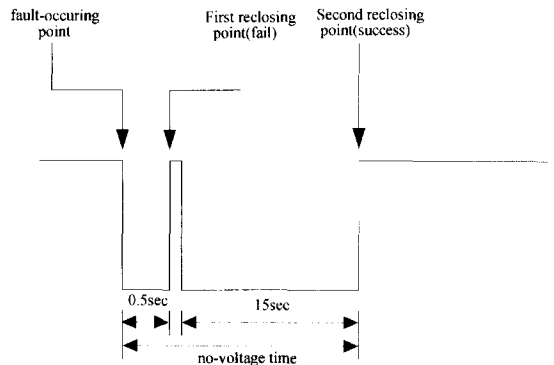 fault-occuring
point
First reclosing
point(fail)
Second reclosing
point(success)
0.5sec
15sec
no-voltage time